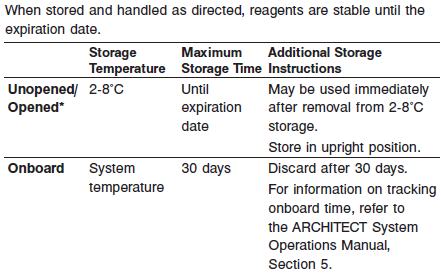 When stored and handled as directed, reagents are stable until the
expiration date.
Storage Temperature Maximum Storage Time Additional Storage Instructions
Unopened/ Opened* 2-8˚C Until expiration date May be used immediately after removal from 2-8˚C storage.
Store in upright position.
Onboard System temperature 30 days Discard after 30 days.
For information on tracking
onboard time, refer to
the ARCHITECT System
Operations Manual,
Section 5.